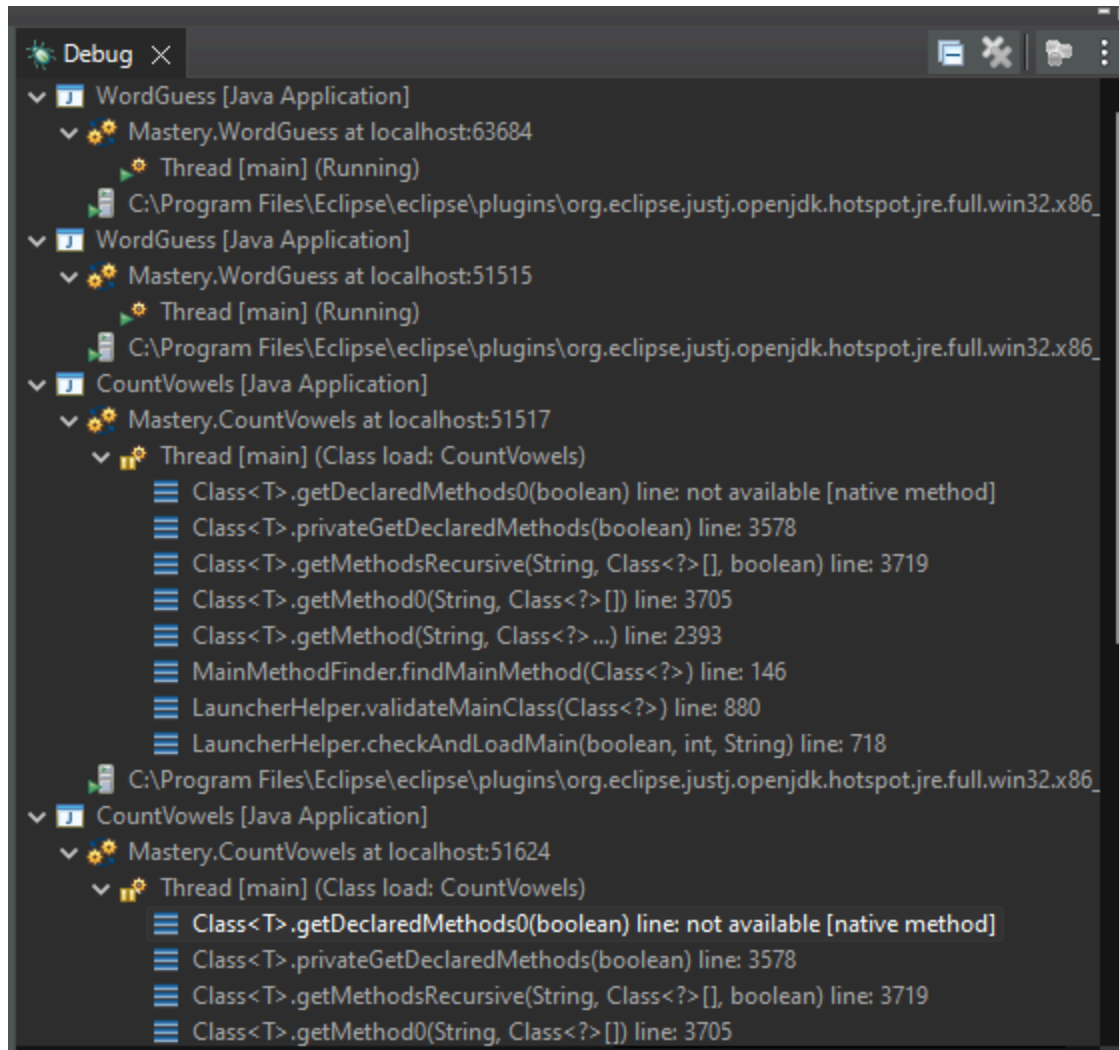 Debug
WordGuess [Java Application]
Mastery.WordGuess at localhost:63684
Thread [main] (Running)
C:\Program Files\Eclipse\eclipse\plugins\org.eclipse.justj.openjdk.hotspot.jre.full.win32.x86_
WordGuess [Java Application]
Mastery.WordGuess at localhost:51515
Thread [main] (Running)
C:\Program Files\Eclipse\eclipse\plugins\org.eclipse.justj.openjdk.hotspot.jre.full.win32.x86_
CountVowels [Java Application]
Mastery.CountVowels at localhost:51517
Thread [main] (Class load: CountVowels)
Class<T>.getDeclaredMethods0(boolean) line: not available [native method]
Class<T>.privateGetDeclaredMethods(boolean) line: 3578
Class<T>.getMethodsRecursive(String, Class<?>[], boolean) line: 3719
Class<T>.getMethod0(String, Class<?>[]) line: 3705
Class<T>.getMethod(String, Class<?>...) line: 2393
MainMethodFinder.findMainMethod(Class<?>) line: 146
LauncherHelper.validateMainClass(Class<?>) line: 880
LauncherHelper.checkAndLoadMain(boolean, int, String) line: 718
C:\Program Files\Eclipse\eclipse\plugins\org.eclipse.justj.openjdk.hotspot.jre.full.win32.x86_
CountVowels [Java Application]
Mastery.CountVowels at localhost:51624
Thread [main] (Class load: CountVowels)
Class<T>.getDeclaredMethods0(boolean) line: not available [native method]
Class<T>.privateGetDeclaredMethods(boolean) line: 3578
Class<T>.getMethodsRecursive(String, Class<?>[], boolean) line: 3719
Class<T>.getMethod0(String, Class<?>[]) line: 3705